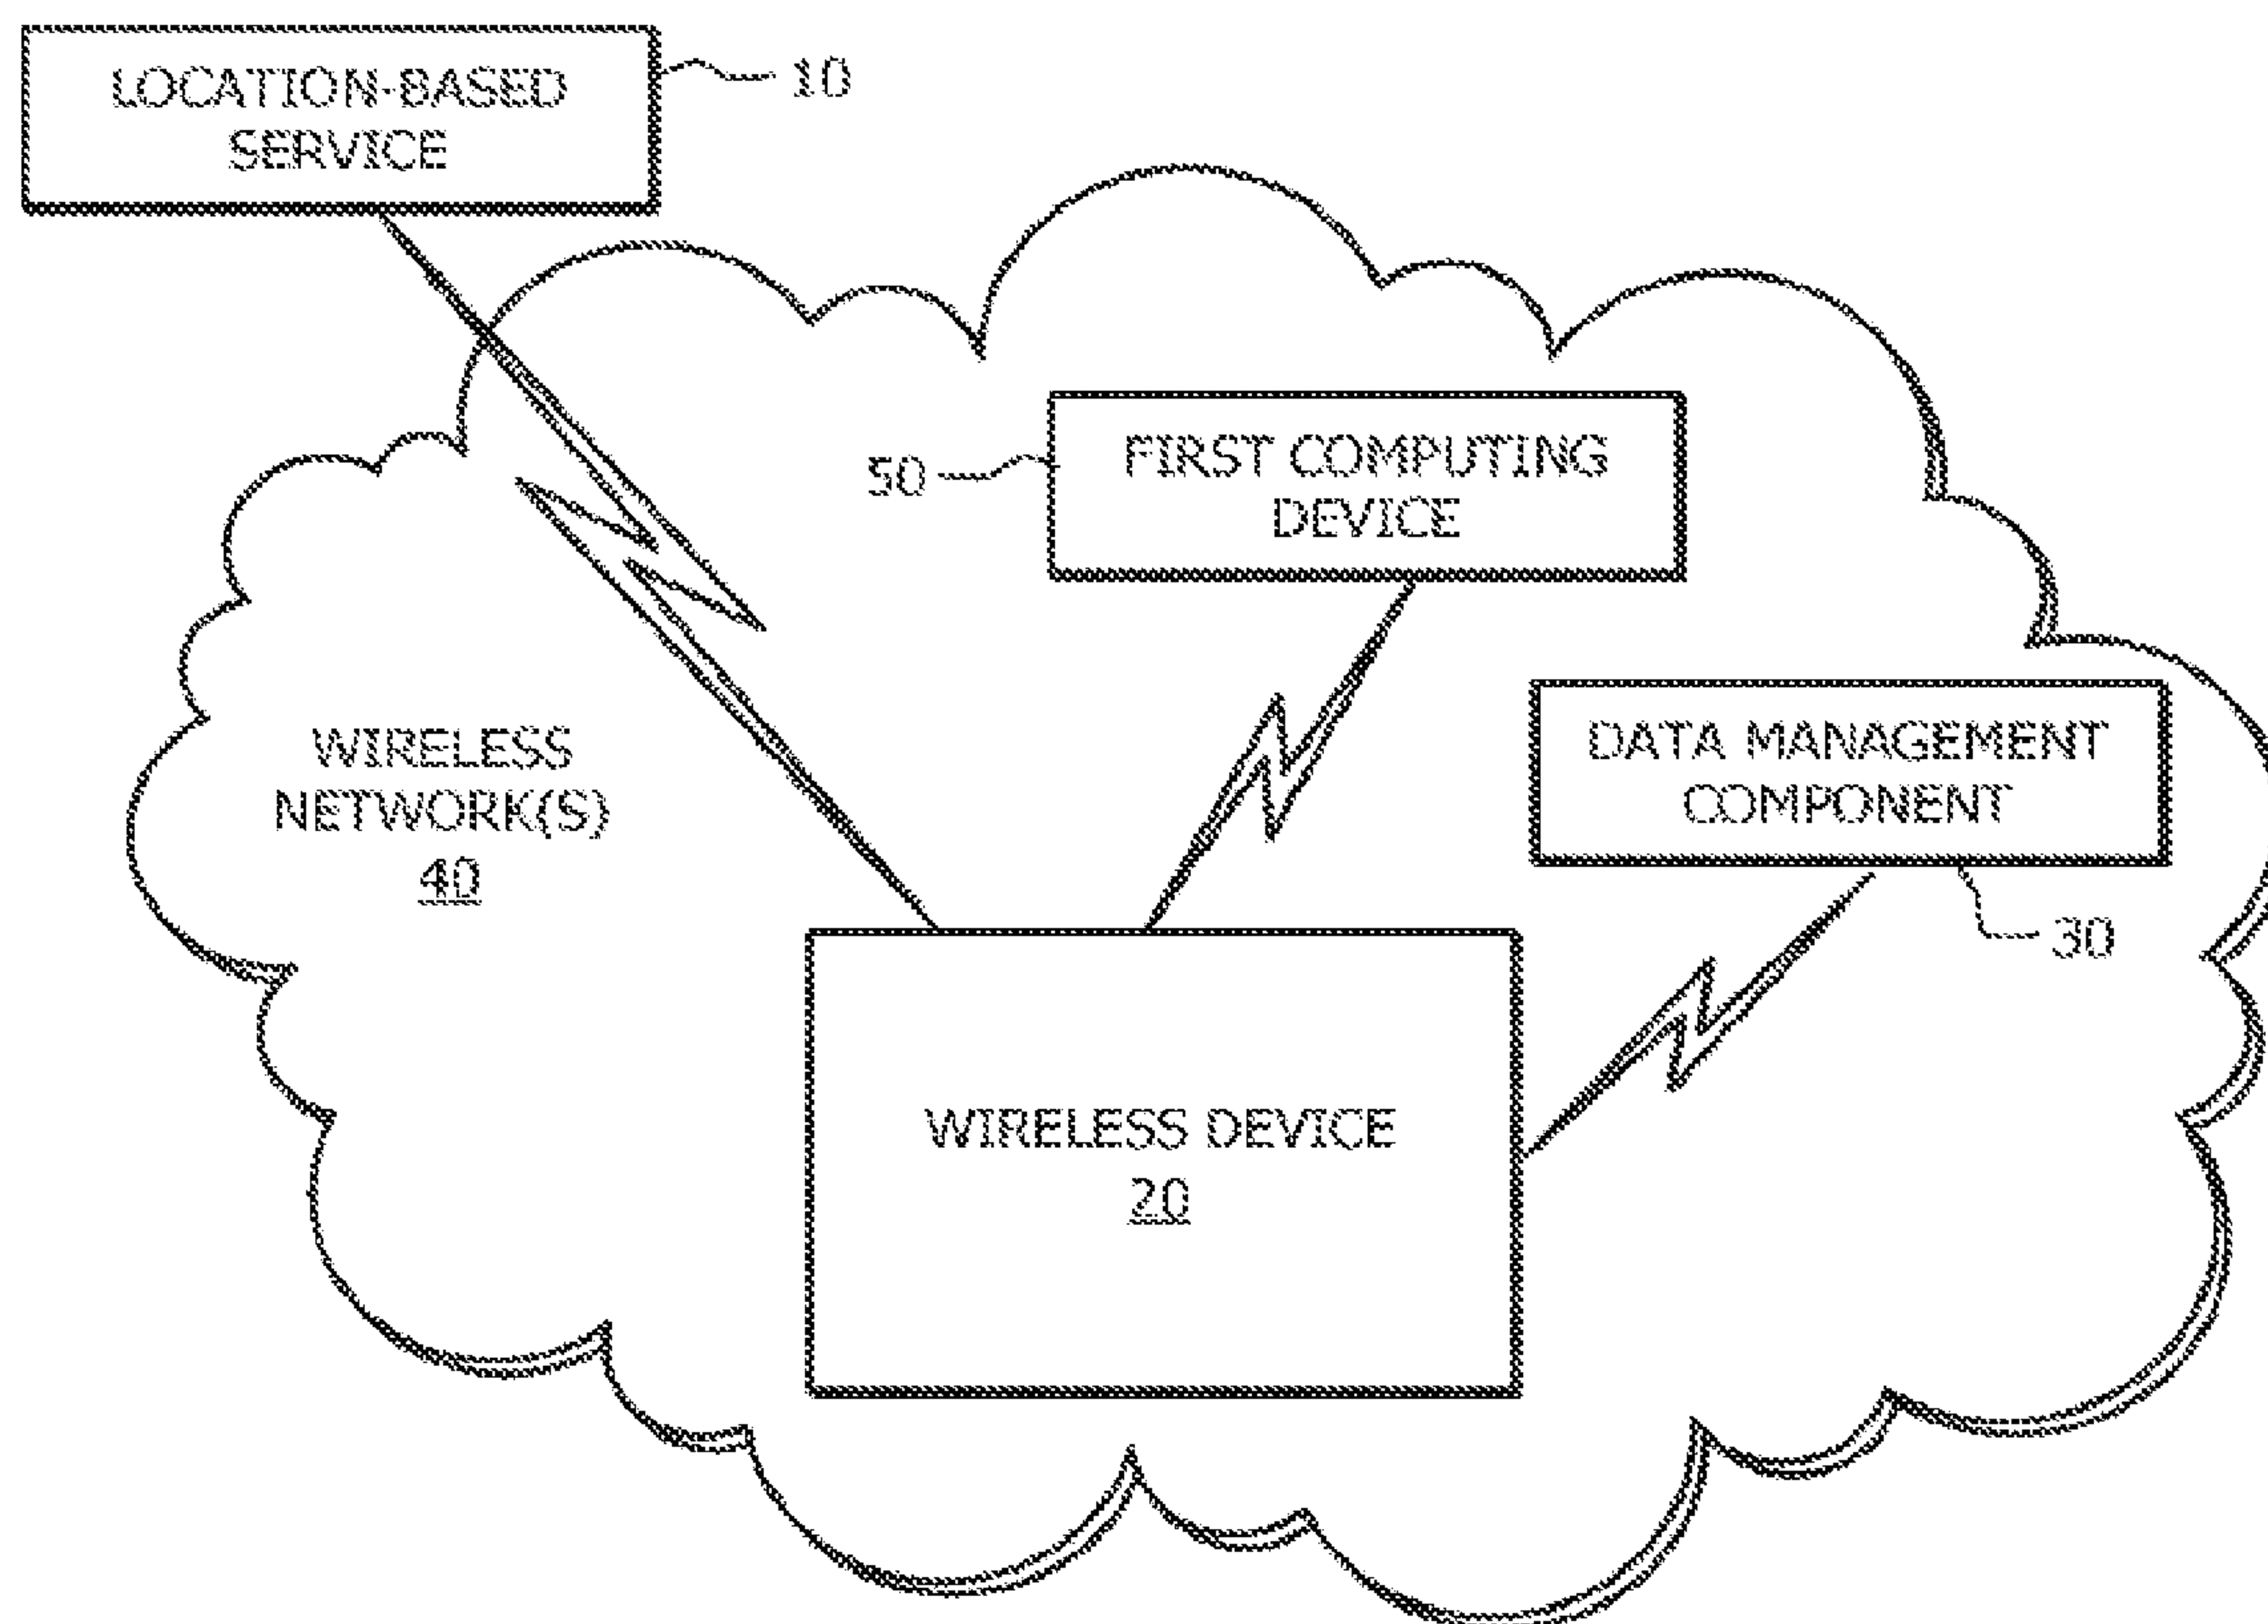 LOCATION-BASED
SERVICE
10
50
FIRST COMPUTING
DEVICE
WIRELESS
NETWORK(S)
40
DATA MANAGEMENT
COMPONENT
30
WIRELESS DEVICE
20